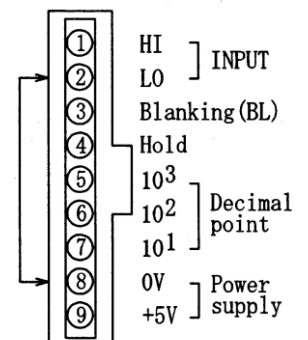 ① HI
② LO INPUT
③ Blanking(BL)
④ Hold
⑤ 10³
⑥ 10² Decimal point
⑦ 10¹
⑧ 0V Power supply
⑨ +5V